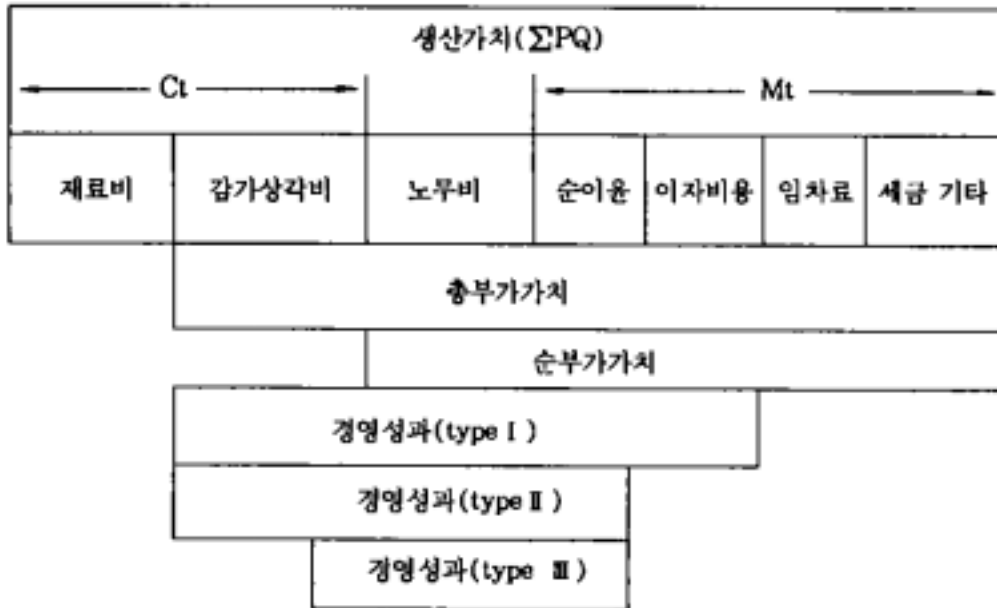 생산가치(∑PQ)
Ct Mt
재료비 감가상각비 노무비 순이윤 이자비용 임차료 세금 기타
총부가가치
순부가가치
경영성과(type Ⅰ)
경영성과(type Ⅱ)
경영성과(type Ⅲ)